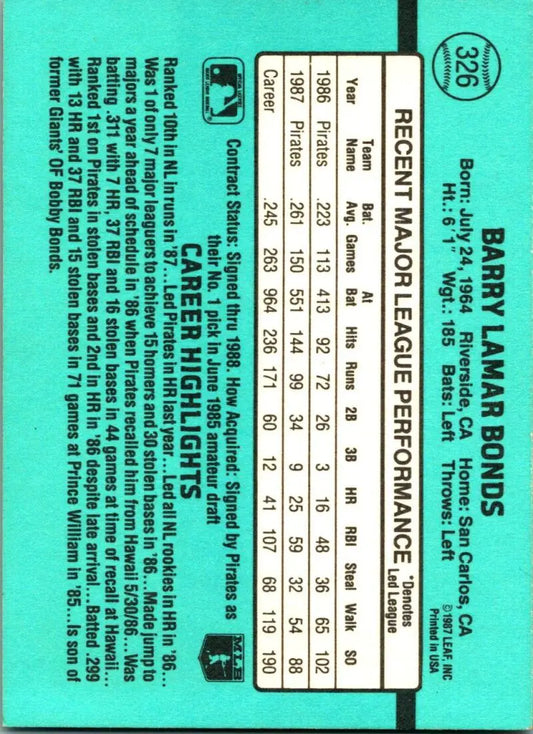 326
BARRY LAMAR BONDS
©1987 LEAF, INC
Printed in USA
Born: July 24, 1964 Riverside, CA Home: San Carlos, CA
Ht.: 6'1" Wgt.: 185 Bats: Left Throws: Left
RECENT MAJOR LEAGUE PERFORMANCE *Denotes Led League
Year Team Name Bat. Avg. Games At Bat Hits Runs 2B 3B HR RBI Steal Walk SO
1986 Pirates .223 113 413 92 72 26 3 16 48 36 65 102
1987 Pirates .261 150 551 144 99 34 9 25 59 32 54 88
Career .245 263 964 236 171 60 12 41 107 68 119 190
Contract Status: Signed thru 1988. How Acquired: Signed by Pirates as
their No. 1 pick in June 1985 amateur draft
MLB
CAREER HIGHLIGHTS
Ranked 10th in NL in runs in '87...Led Pirates in HR last year...Led all NL rookies in HR in '86...
Was 1 of only 7 major leaguers to achieve 15 homers and 30 stolen bases in '86...Made jump to
majors a year ahead of schedule in '86 when Pirates recalled him from Hawaii 5/30/86...Was
batting .311 with 7 HR, 37 RBI and 16 stolen bases in 44 games at time of recall at Hawaii...
Ranked 1st on Pirates in stolen bases and 2nd in HR in '86 despite late arrival...Batted .299
with 13 HR and 37 RBI and 15 stolen bases in 71 games at Prince William in '85...Is son of
former Giants' OF Bobby Bonds.